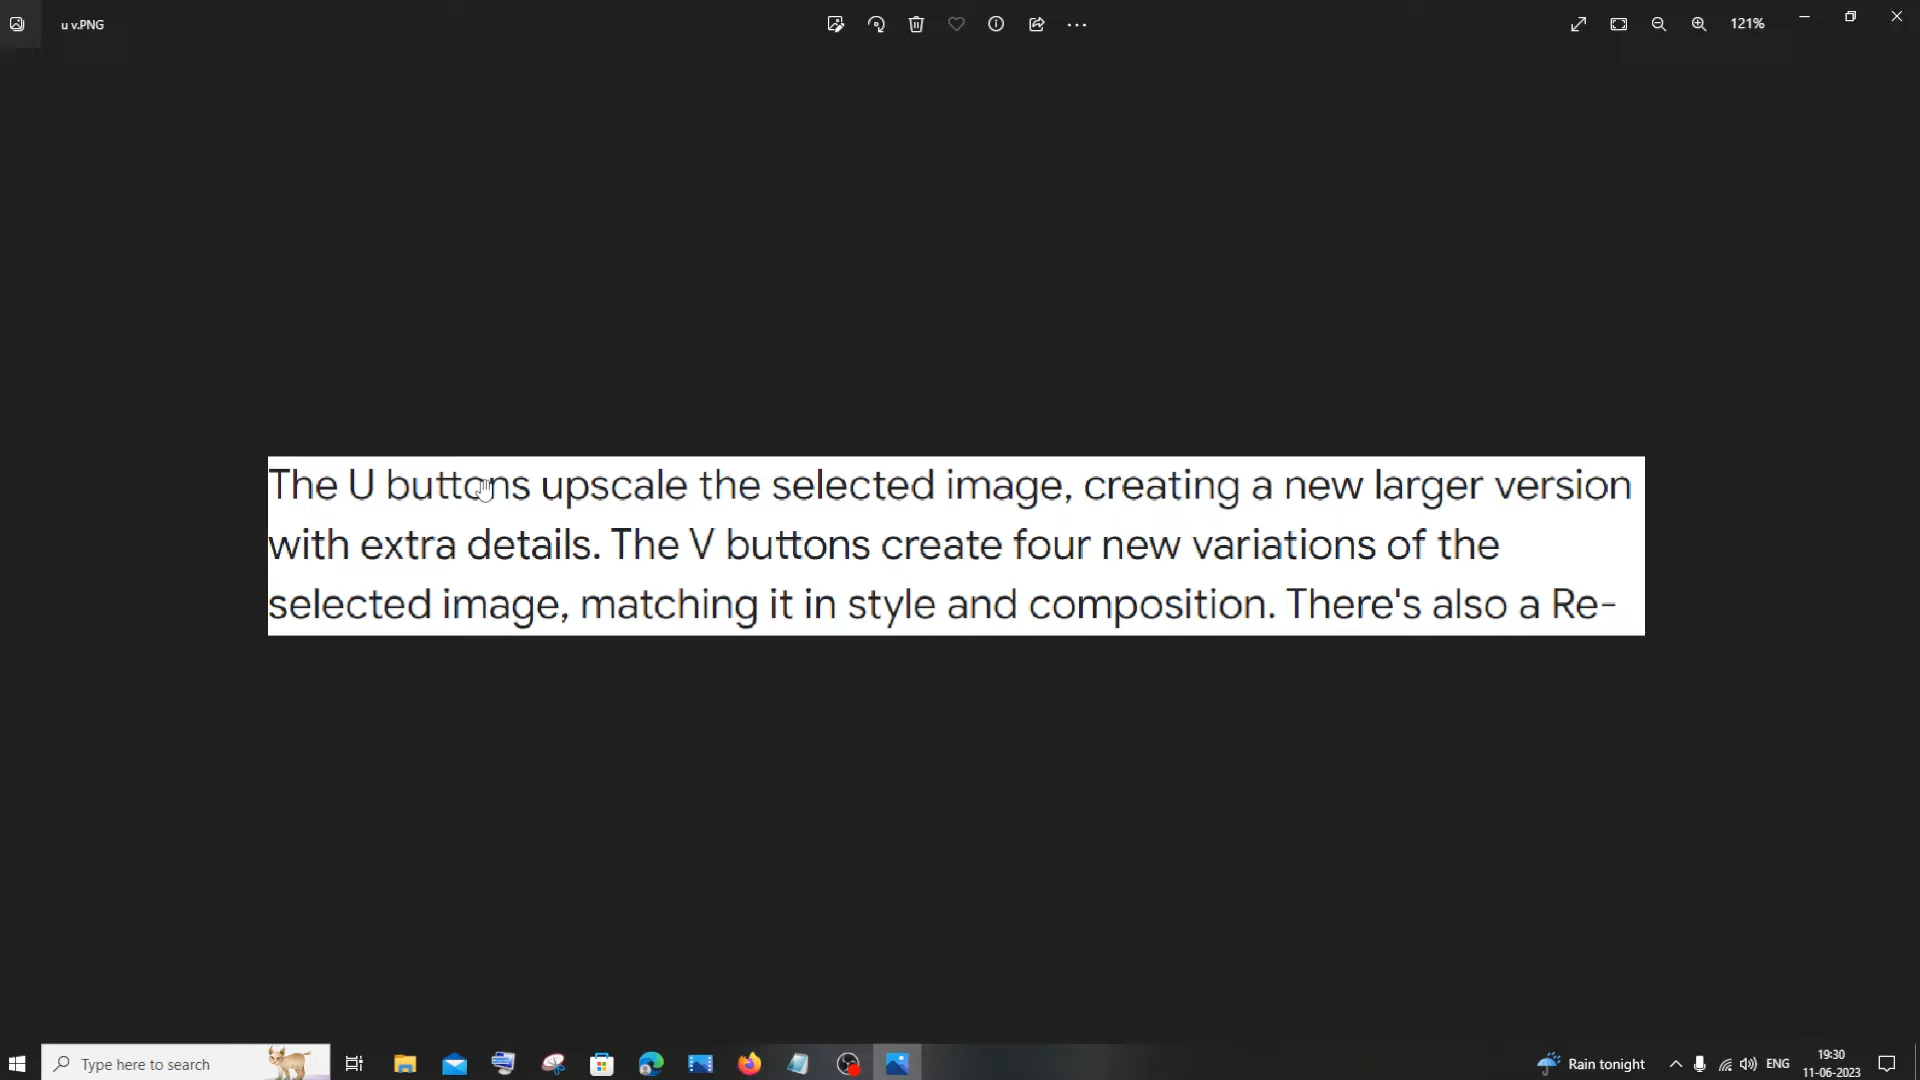 u v.PNG
121%
The U buttons upscale the selected image, creating a new larger version
with extra details. The V buttons create four new variations of the
selected image, matching it in style and composition. There's also a Re-
Type here to search
Rain tonight
ENG
19:30
11-06-2023